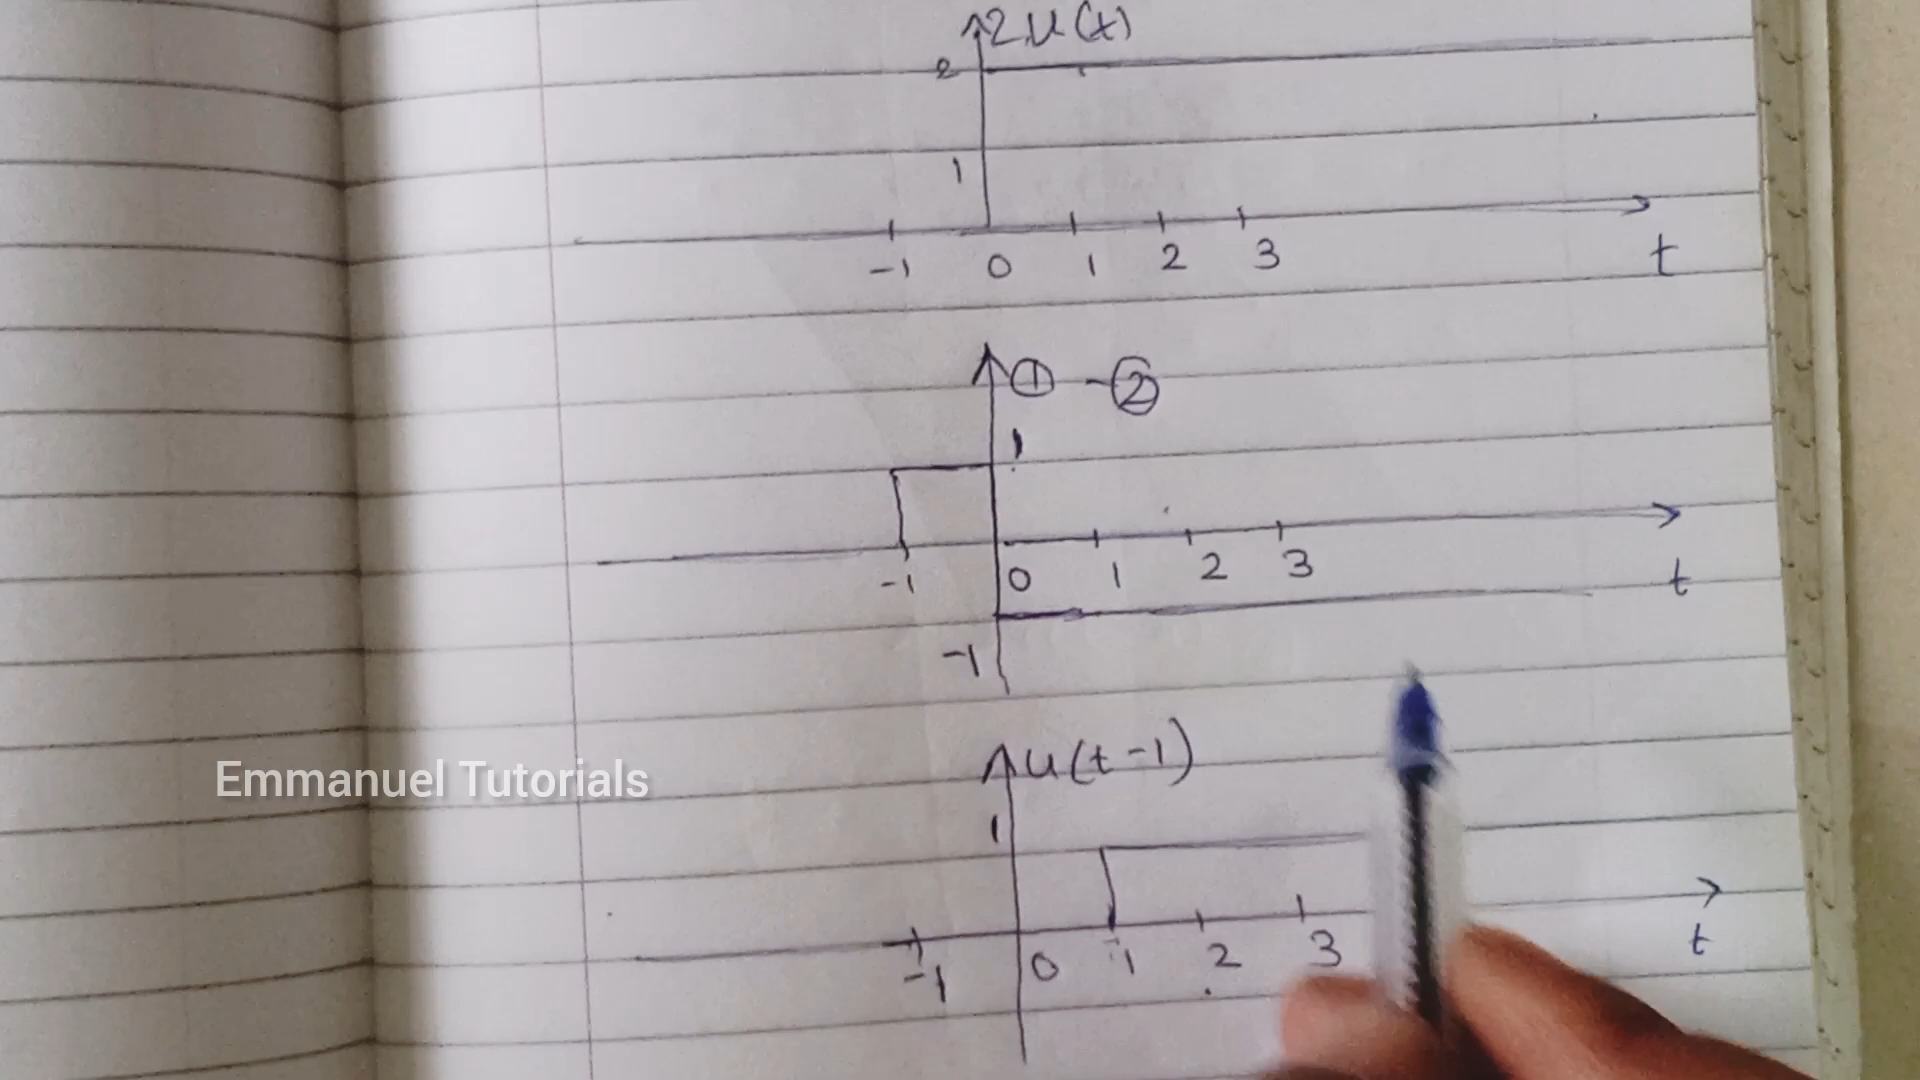 2u(t)
2
1
-1 0 1 2 3 t
① - ②
1
-1 0 1 2 3 t
-1
u(t-1)
Emmanuel Tutorials
1
-1 0 1 2 3 t